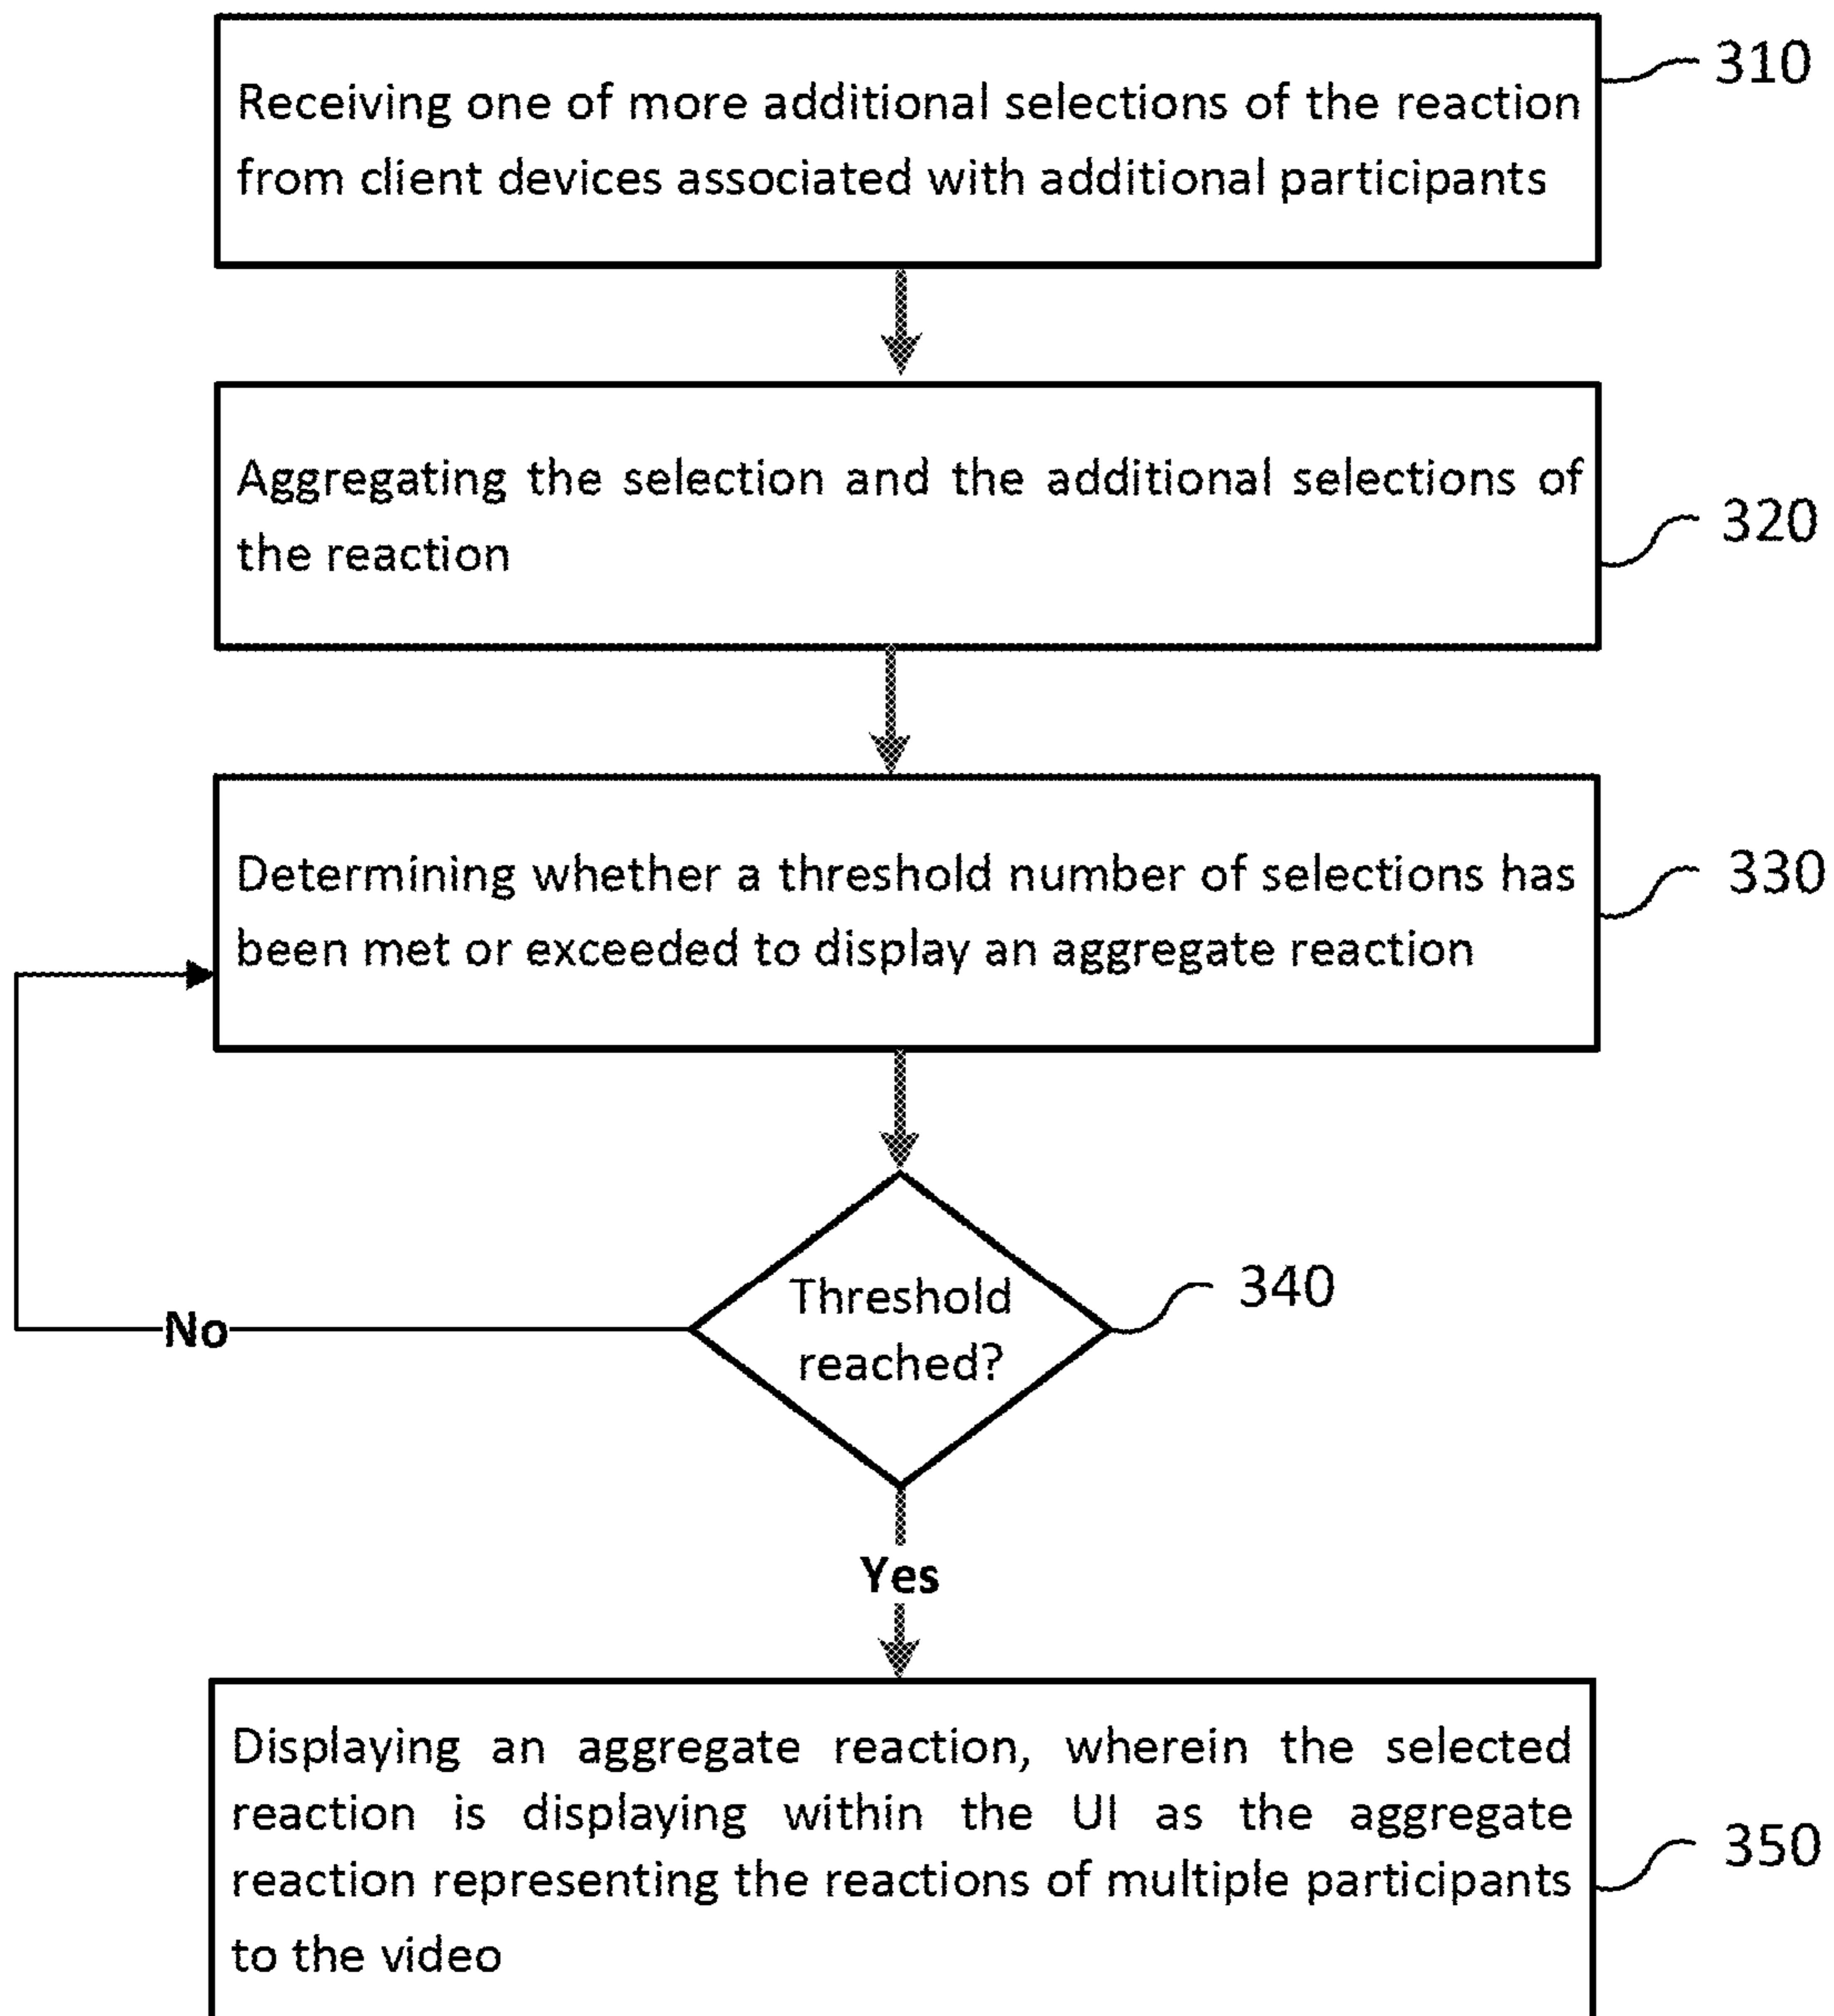 Receiving one of more additional selections of the reaction
from client devices associated with additional participants
310
Aggregating the selection and the additional selections of
the reaction
320
Determining whether a threshold number of selections has
been met or exceeded to display an aggregate reaction
330
Threshold
reached?
340
No
Yes
Displaying an aggregate reaction, wherein the selected
reaction is displaying within the UI as the aggregate
reaction representing the reactions of multiple participants
to the video
350